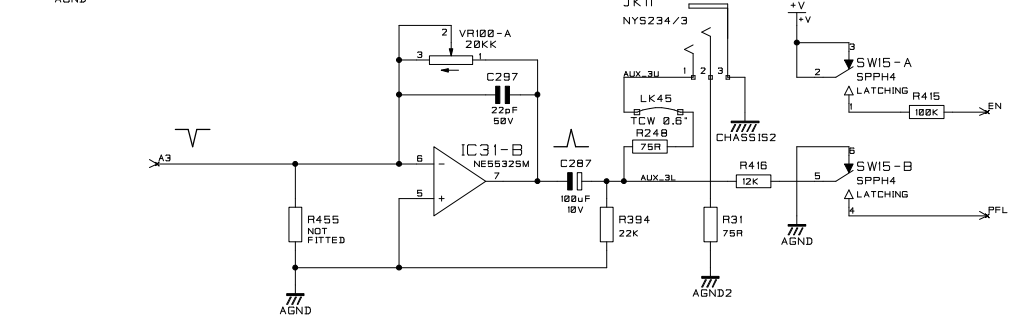 AGND
A3
R455
NOT
FITTED
AGND
VR100-A
20KK
2
3
1
C297
22pF
50V
IC31-B
NE5532SM
6
5
7
C287
100uF
10V
R394
22K
NYS234/3
AUX_3U
1
2
3
LK45
TCW 0.6"
R248
75R
CHASSIS2
AUX_3L
R31
75R
AGND2
R416
12K
+V
+V
3
2
1
SW15-A
SPPH4
LATCHING
R415
100K
EN
6
5
4
SW15-B
SPPH4
LATCHING
AGND
PFL